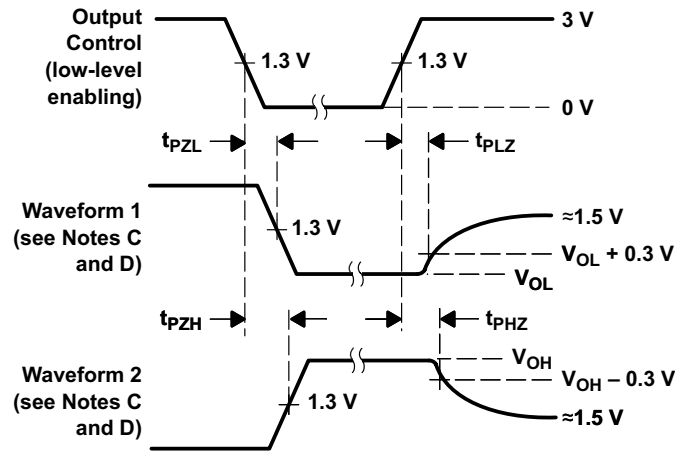 Output
Control
(low-level
enabling)
3 V
1.3 V
1.3 V
0 V
tPZL
tPLZ
Waveform 1
(see Notes C
and D)
1.3 V
≈1.5 V
VOL + 0.3 V
VOL
tPZH
tPHZ
Waveform 2
(see Notes C
and D)
1.3 V
VOH
VOH – 0.3 V
≈1.5 V